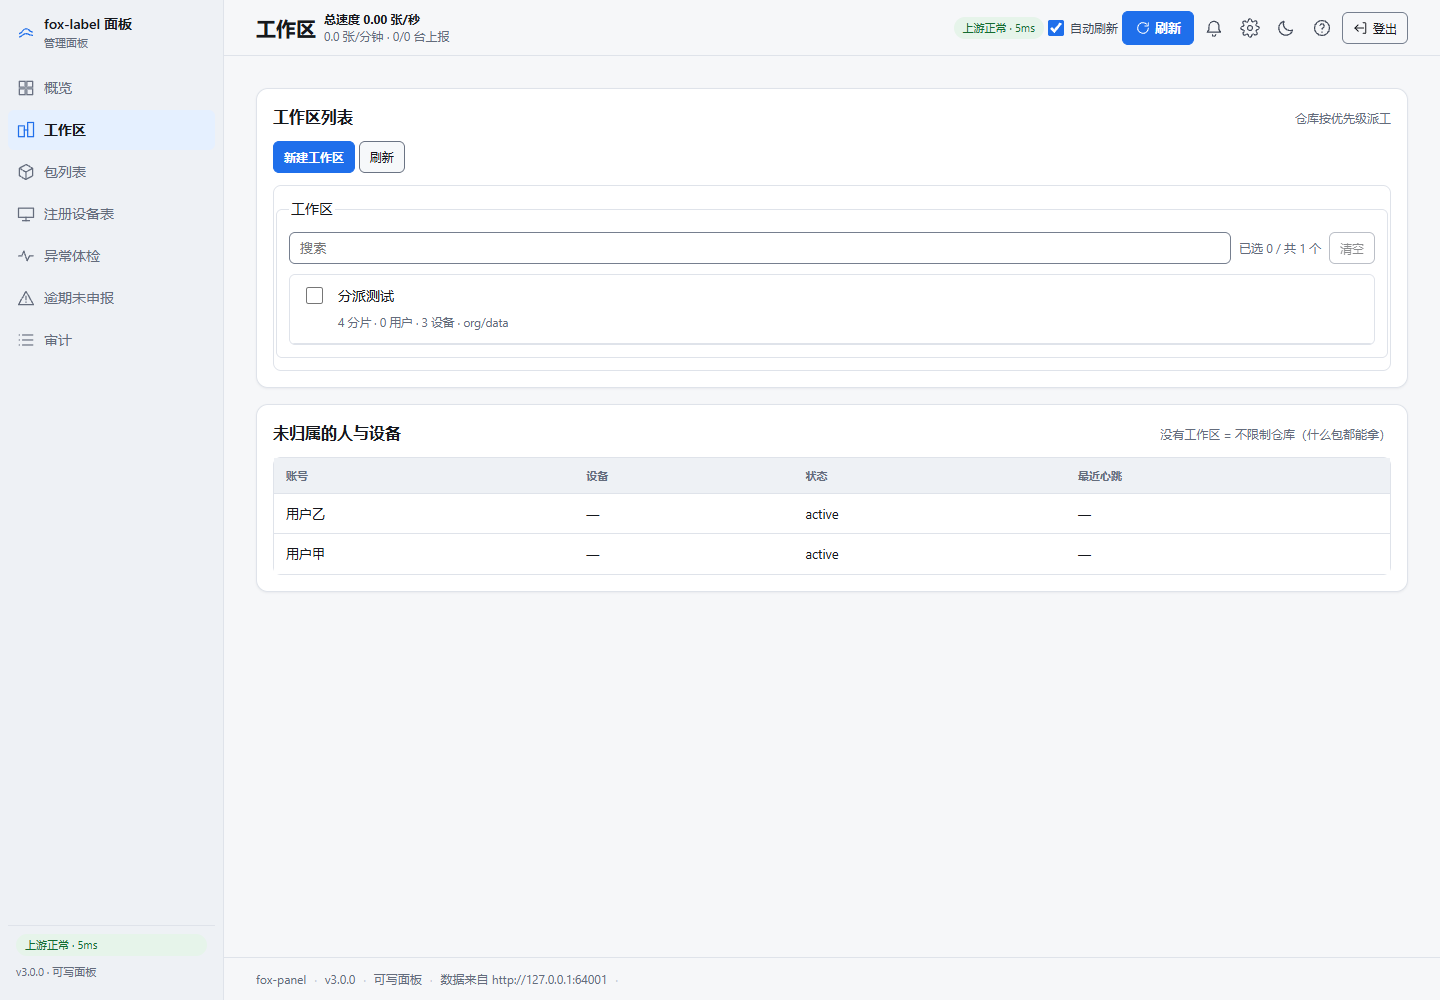 fox-label 面板
管理面板
概览
工作区
包列表
注册设备表
异常体检
逾期未申报
审计
上游正常 · 5ms
v3.0.0 · 可写面板
工作区
总速度 0.00 张/秒
0.0 张/分钟 · 0/0 台上报
上游正常 · 5ms
自动刷新
刷新
登出
工作区列表
仓库按优先级派工
新建工作区
刷新
工作区
搜索
已选 0 / 共 1 个
清空
分派测试
4 分片 · 0 用户 · 3 设备 · org/data
未归属的人与设备
没有工作区 = 不限制仓库（什么包都能拿）
账号 设备 状态 最近心跳
用户乙 — active —
用户甲 — active —
fox-panel · v3.0.0 · 可写面板 · 数据来自 http://127.0.0.1:64001 ·